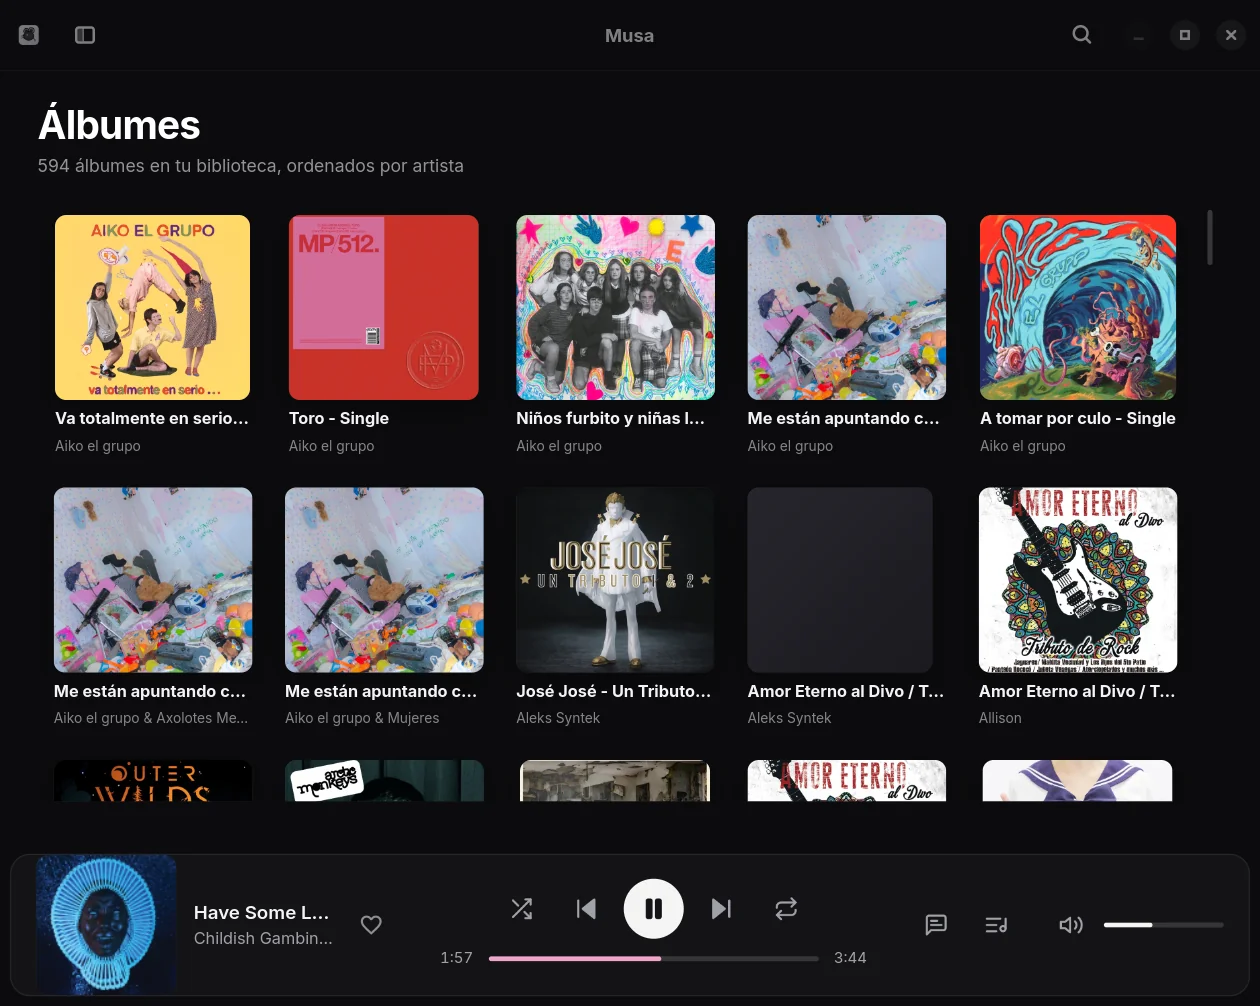 Musa
Álbumes
594 álbumes en tu biblioteca, ordenados por artista
AIKO EL GRUPO
va totalmente en serio ...
MP 512.
E
AIKO
EL GRUPO
Va totalmente en serio...
Toro - Single
Niños furbito y niñas l...
Me están apuntando c...
A tomar por culo - Single
Aiko el grupo
Aiko el grupo
Aiko el grupo
Aiko el grupo
Aiko el grupo
JOSÉ JOSÉ
UN TRIBUTO 1 & 2
AMOR ETERNO
al Divo
Tributo de Rock
Me están apuntando c...
Me están apuntando c...
José José - Un Tributo...
Amor Eterno al Divo / T...
Amor Eterno al Divo / T...
Aiko el grupo & Axolotes Me...
Aiko el grupo & Mujeres
Aleks Syntek
Aleks Syntek
Allison
OUTER
WILDS
arctic
monkeys
AMOR ETERNO
al Divo
Have Some L...
Childish Gambin...
1:57
3:44